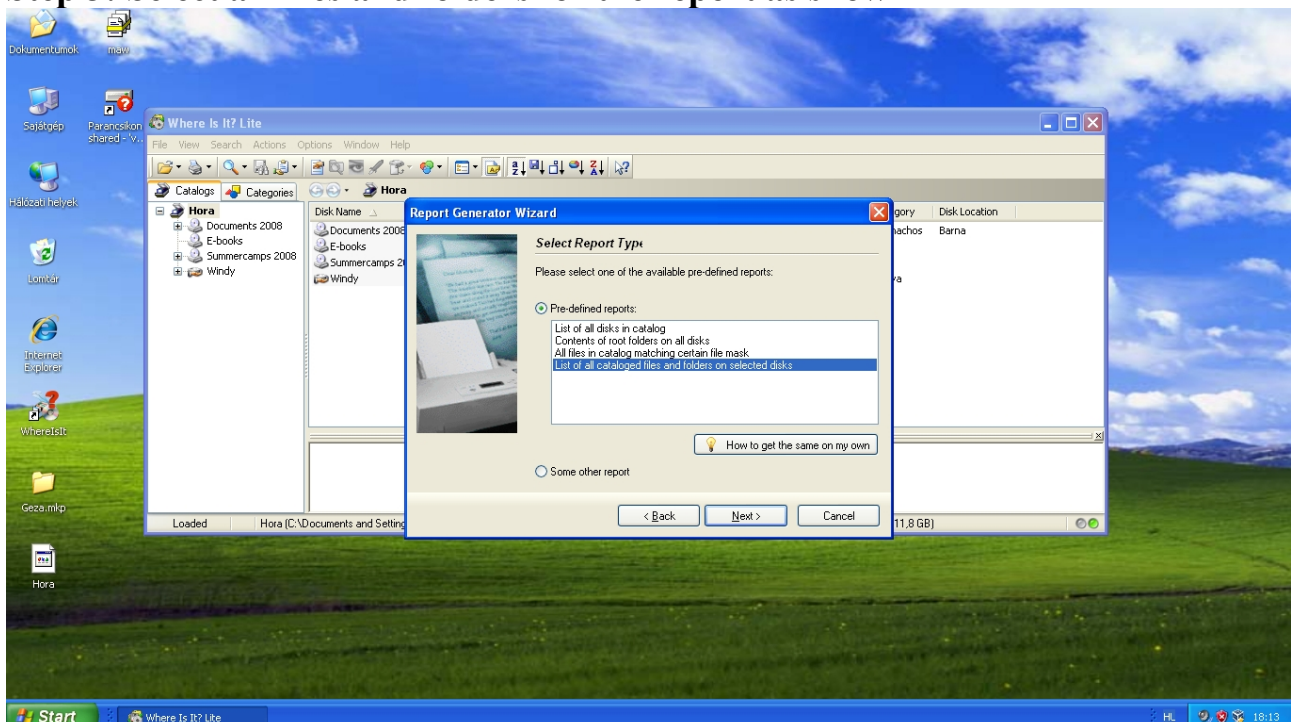 Dokumentumok
maw
Sajátgép
Parancsikon
shared - 'v...
Hálózati helyek
Lomtár
Internet
Explorer
WhereIsIt
Geza.mkp
Hora
Where Is It? Lite
File View Search Actions Options Window Help
Catalogs Categories Hora
Hora
Documents 2008
E-books
Summercamps 2008
Windy
Disk Name
Documents 2008
E-books
Windy
Disk Location
Barna
Report Generator Wizard
Select Report Type
Please select one of the available pre-defined reports:
Pre-defined reports:
List of all disks in catalog
Contents of root folders on all disks
All files in catalog matching certain file mask
List of all cataloged files and folders on selected disks
How to get the same on my own
Some other report
< Back Next > Cancel
Loaded Hora (C:\Documents and Setting
11,8 GB)
Start Where Is It? Lite HL 18:13